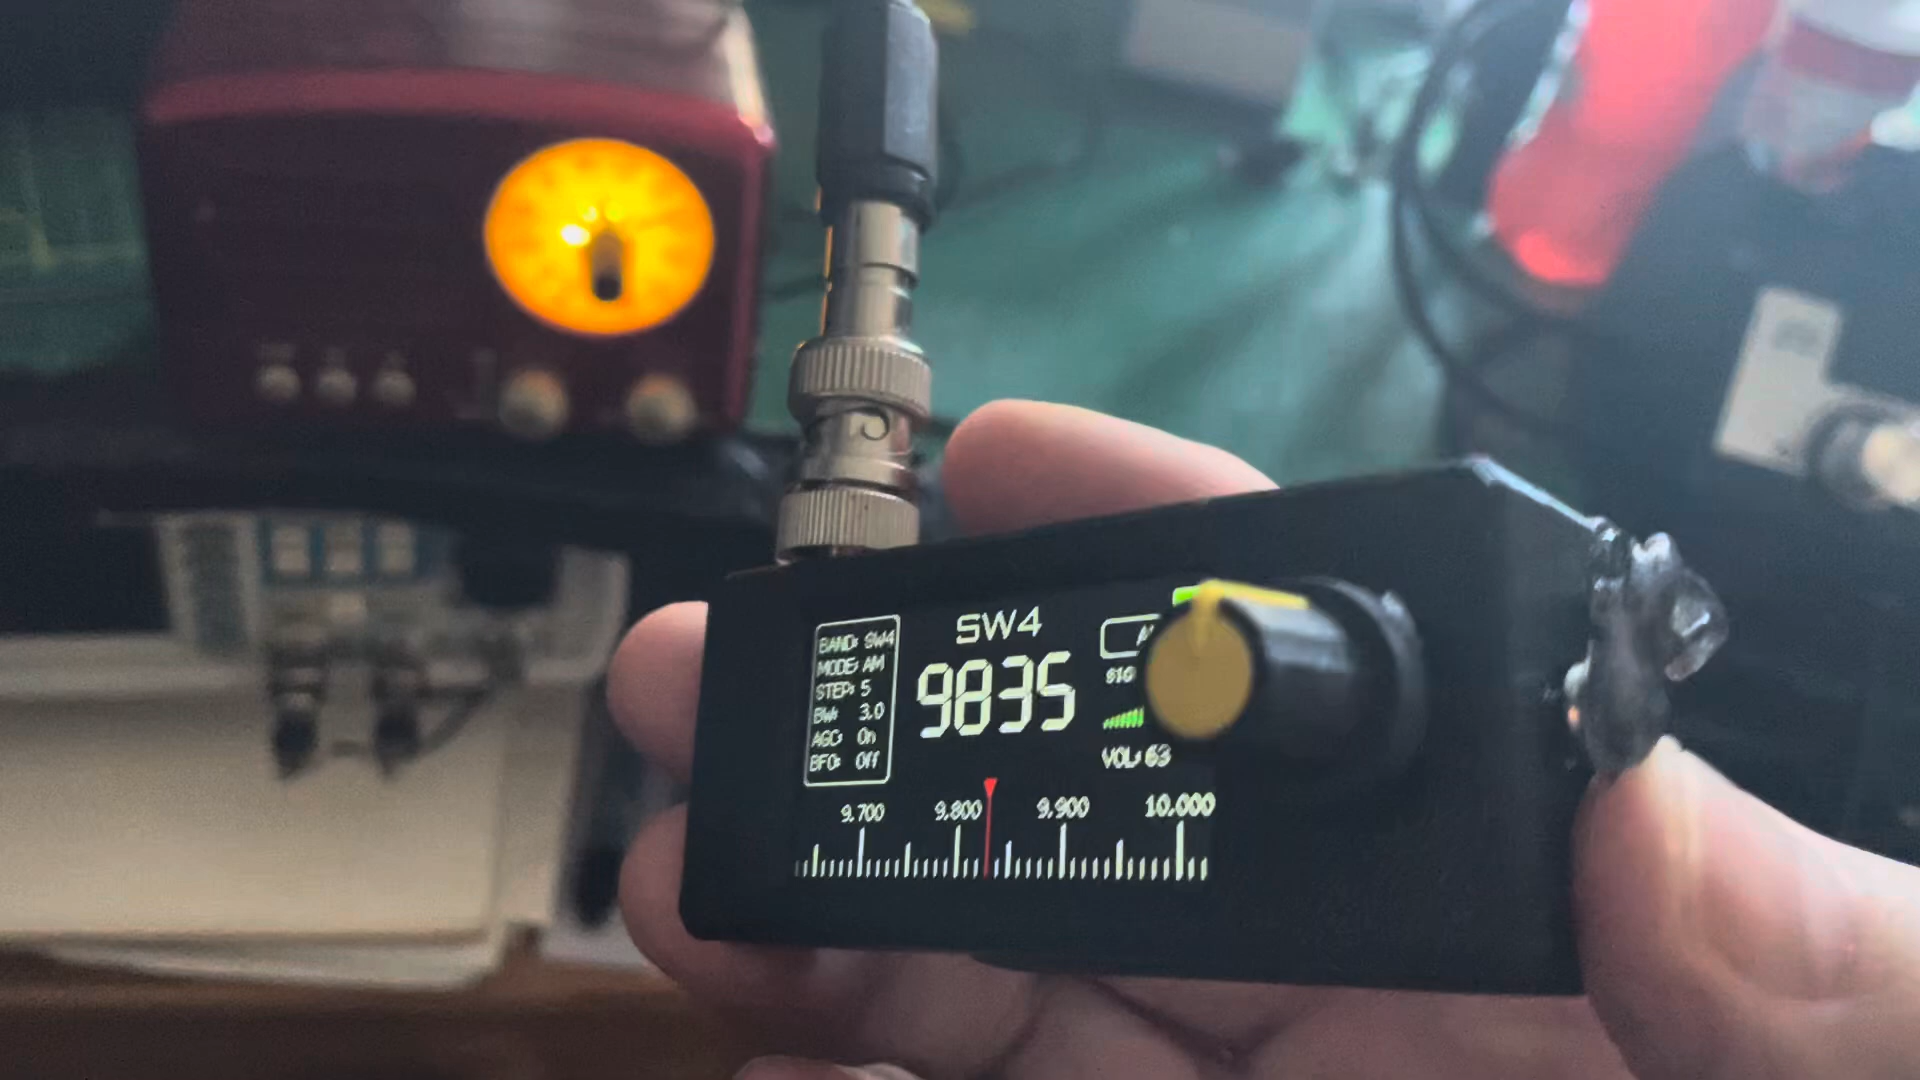 BAND: SW4
MODE: AM
STEP: 5
BW: 3.0
AGC: On
BFO: Off
SW4
9835
SIG
VOL: 63
9.700 9.800 9.900 10.000